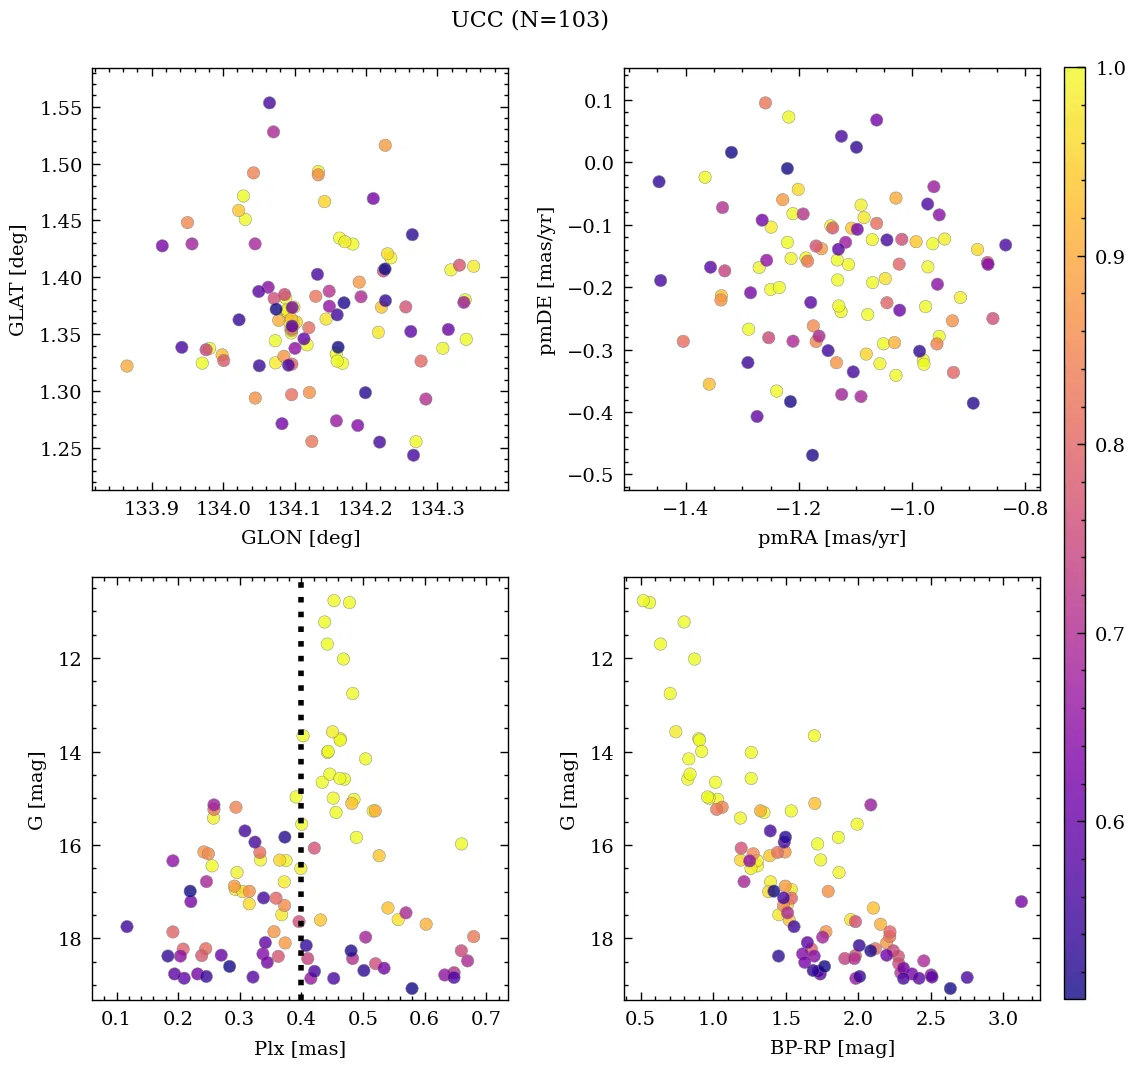 UCC (N=103)
1.55
1.50
1.45
1.40
1.35
1.30
1.25
GLAT [deg]
133.9 134.0 134.1 134.2 134.3
GLON [deg]
0.1
0.0
−0.1
−0.2
−0.3
−0.4
−0.5
pmDE [mas/yr]
−1.4 −1.2 −1.0 −0.8
pmRA [mas/yr]
12
14
16
18
G [mag]
0.1 0.2 0.3 0.4 0.5 0.6 0.7
Plx [mas]
12
14
16
18
G [mag]
0.5 1.0 1.5 2.0 2.5 3.0
BP-RP [mag]
1.0
0.9
0.8
0.7
0.6